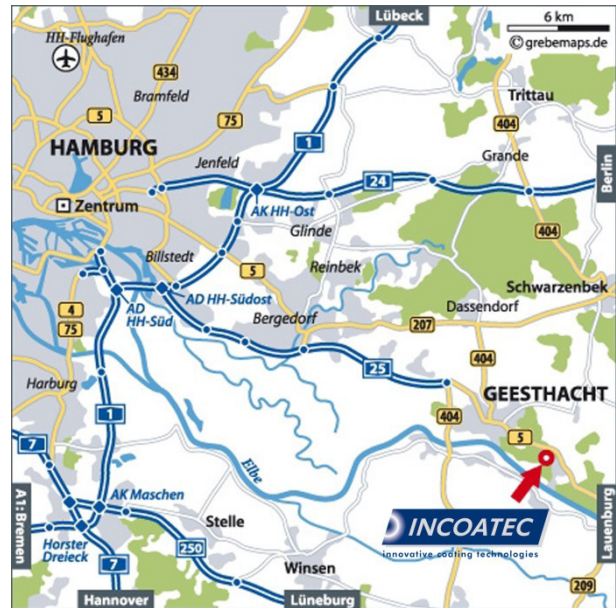 Lübeck
6 km
©grebemaps.de
HH-Flughafen
434
Bramfeld
Trittau
5
75
404
HAMBURG
1
Jenfeld
Grande
24
Berlin
Zentrum
AK HH-Ost
Glinde
404
Billstedt
5
Reinbek
Schwarzenbek
AD HH-Südost
Dassendorf
4
AD
HH-Süd
Bergedorf
207
75
404
25
Harburg
GEESTHACHT
1
404
5
7
Elbe
A1: Bremen
AK Maschen
INCOATEC
innovative coating technologies
Lauenburg
Stelle
Horster
Dreieck
250
7
Winsen
209
Hannover
Lüneburg